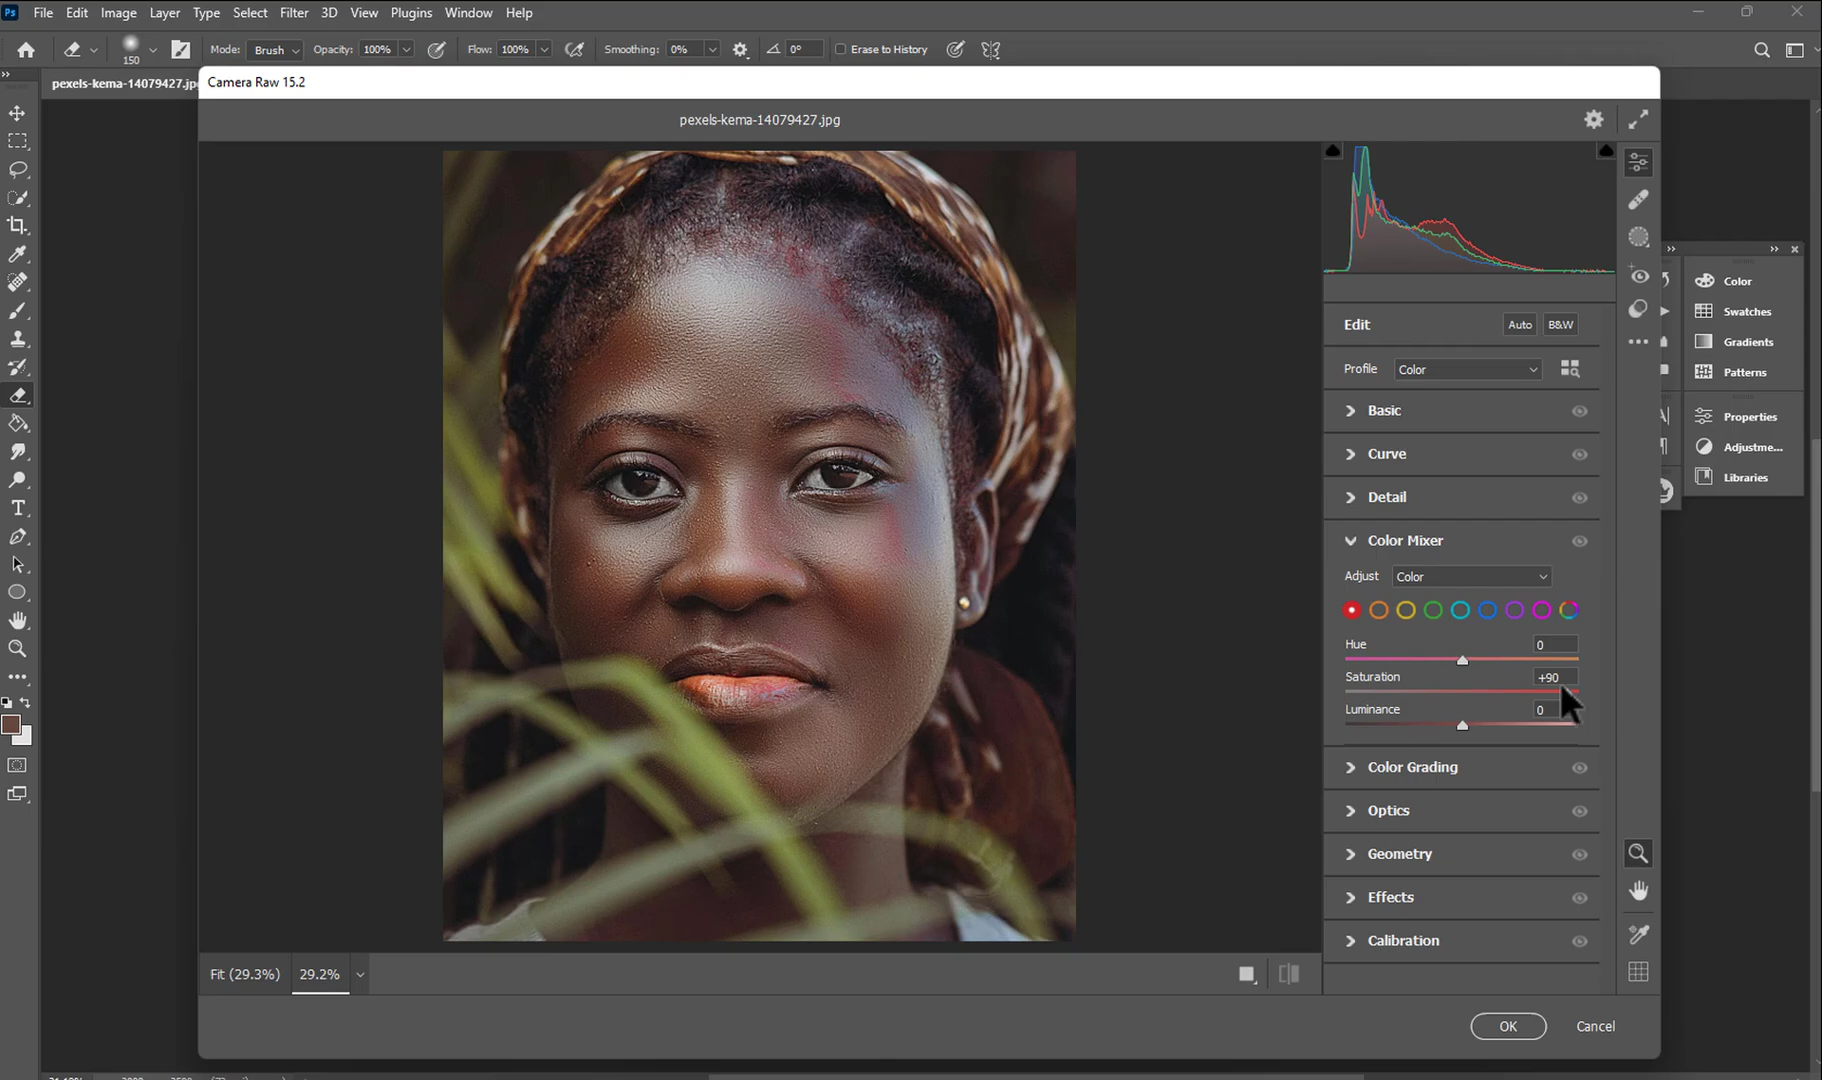 Ps File Edit Image Layer Type Select Filter 3D View Plugins Window Help
150 Mode: Brush Opacity: 100% Flow: 100% Smoothing: 0% 0° Erase to History
pexels-kema-14079427.jp
Camera Raw 15.2
pexels-kema-14079427.jpg
Edit Auto B&W
Profile Color
Basic
Curve
Detail
Color Mixer
Adjust Color
Hue 0
Saturation +90
Luminance 0
Color Grading
Optics
Geometry
Effects
Calibration
Color
Swatches
Gradients
Patterns
Properties
Adjustme...
Libraries
Fit (29.3%) 29.2%
OK Cancel